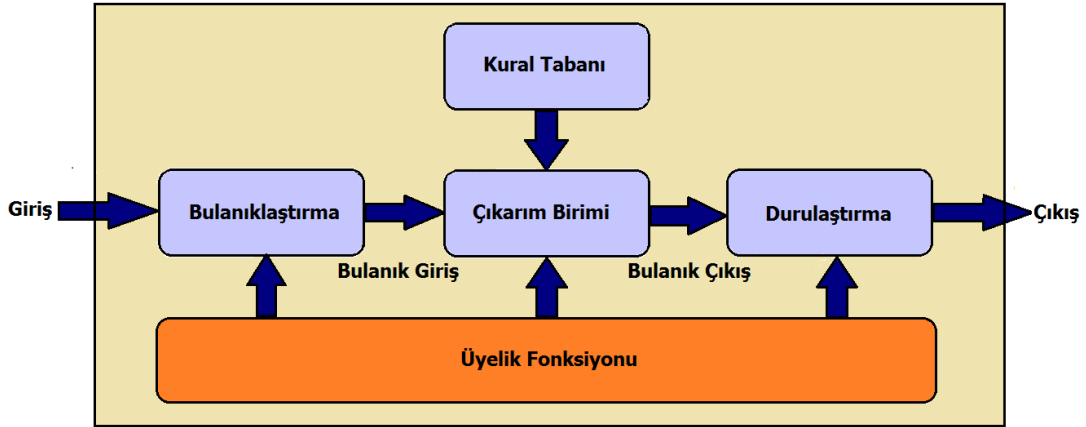 Kural Tabanı
Giriş
Bulanıklaştırma
Çıkarım Birimi
Durulaştırma
Çıkış
Bulanık Giriş
Bulanık Çıkış
Üyelik Fonksiyonu